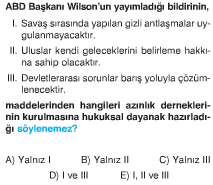 ABD Başkanı Wilson'un yayımladığı bildirinin,
I. Savaş sırasında yapılan gizli antlaşmalar uy-
gulanmayacaktır.
II. Uluslar kendi geleceklerini belirleme hakkı-
na sahip olacaktır.
III. Devletlerarası sorunlar barış yoluyla çözüm-
lenecektir.
maddelerinden hangileri azınlık dernekleri-
nin kurulmasına hukuksal dayanak hazırladı-
ğı söylenemez?
A) Yalnız I B) Yalnız II C) Yalnız III
D) I ve III E) I, II ve III